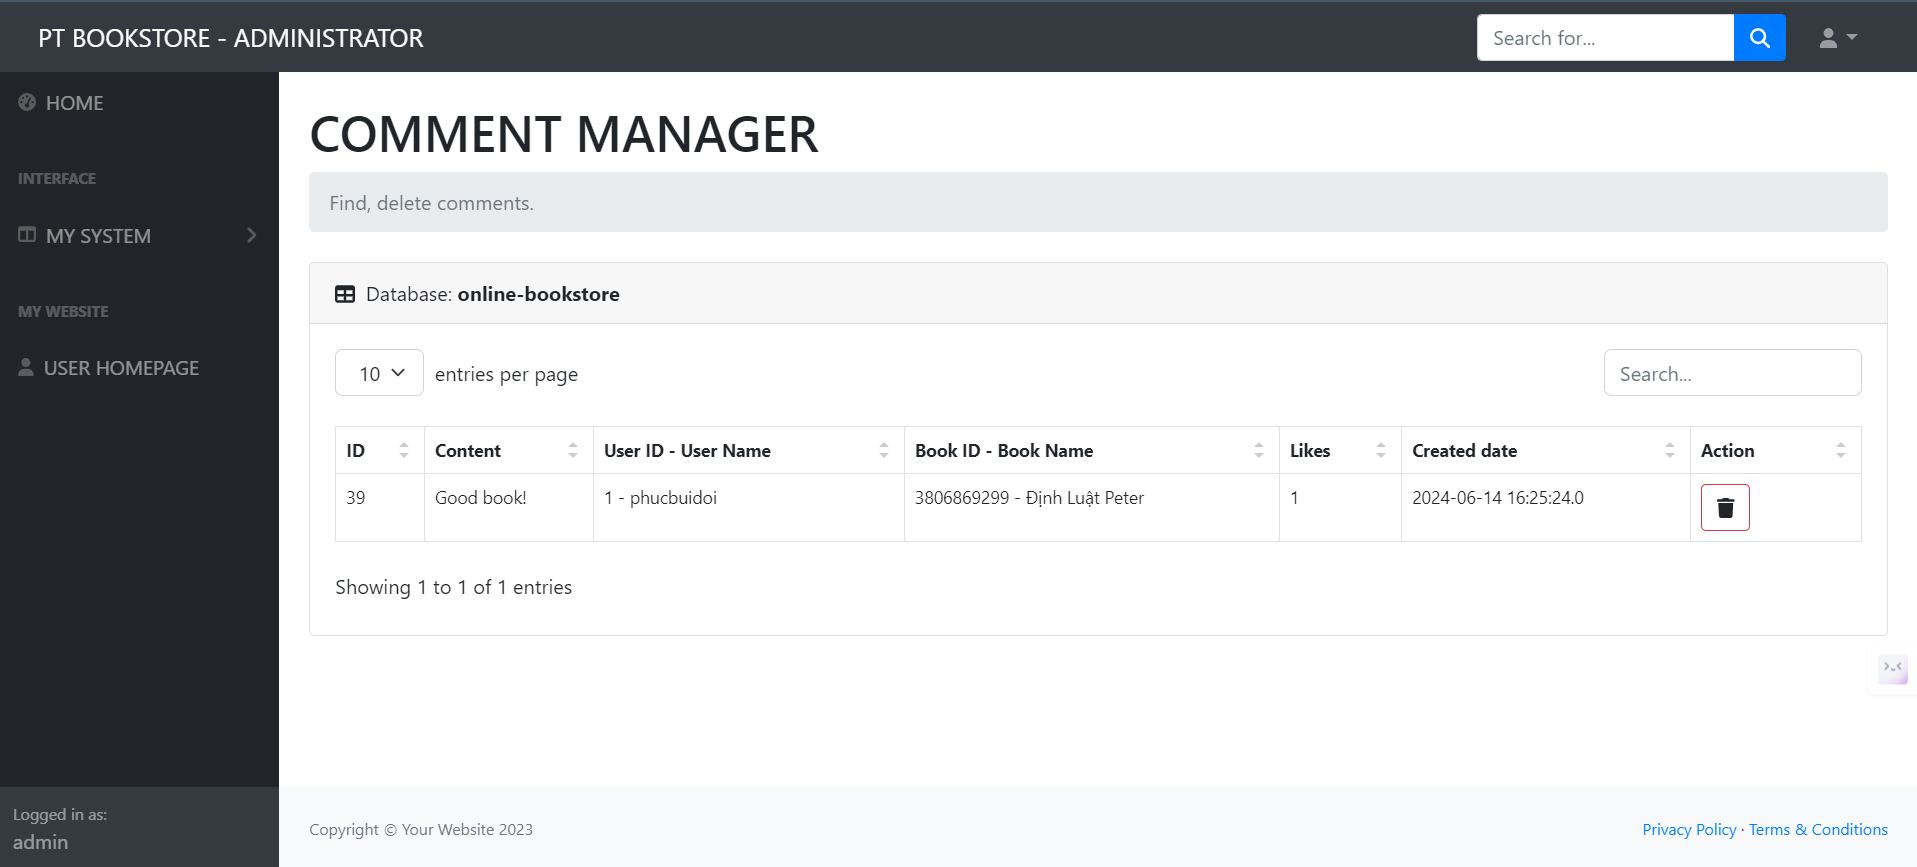 PT BOOKSTORE - ADMINISTRATOR
Search for...
HOME
INTERFACE
MY SYSTEM
MY WEBSITE
USER HOMEPAGE
Logged in as:
admin
COMMENT MANAGER
Find, delete comments.
Database: online-bookstore
10 entries per page
Search...
ID Content User ID - User Name Book ID - Book Name Likes Created date Action
39 Good book! 1 - phucbuidoi 3806869299 - Định Luật Peter 1 2024-06-14 16:25:24.0
Showing 1 to 1 of 1 entries
Copyright © Your Website 2023
Privacy Policy · Terms & Conditions